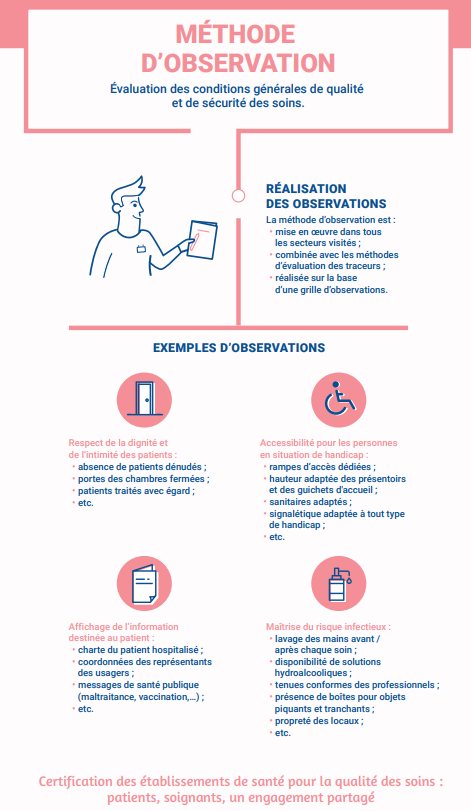 MÉTHODE
D’OBSERVATION
Évaluation des conditions générales de qualité
et de sécurité des soins.
RÉALISATION
DES OBSERVATIONS
La méthode d’observation est :
• mise en œuvre dans tous
les secteurs visités ;
• combinée avec les méthodes
d’évaluation des traceurs ;
• réalisée sur la base
d’une grille d’observations.
EXEMPLES D’OBSERVATIONS
Respect de la dignité et
de l’intimité des patients :
• absence de patients dénudés ;
• portes des chambres fermées ;
• patients traités avec égard ;
• etc.
Accessibilité pour les personnes
en situation de handicap :
• rampes d’accès dédiées ;
• hauteur adaptée des présentoirs
et des guichets d’accueil ;
• sanitaires adaptés ;
• signalétique adaptée à tout type
de handicap ;
• etc.
Affichage de l’information
destinée au patient :
• charte du patient hospitalisé ;
• coordonnées des représentants
des usagers ;
• messages de santé publique
(maltraitance, vaccination,…) ;
• etc.
Maîtrise du risque infectieux :
• lavage des mains avant /
après chaque soin ;
• disponibilité de solutions
hydroalcooliques ;
• tenues conformes des professionnels ;
• présence de boîtes pour objets
piquants et tranchants ;
• propreté des locaux ;
• etc.
Certification des établissements de santé pour la qualité des soins :
patients, soignants, un engagement partagé